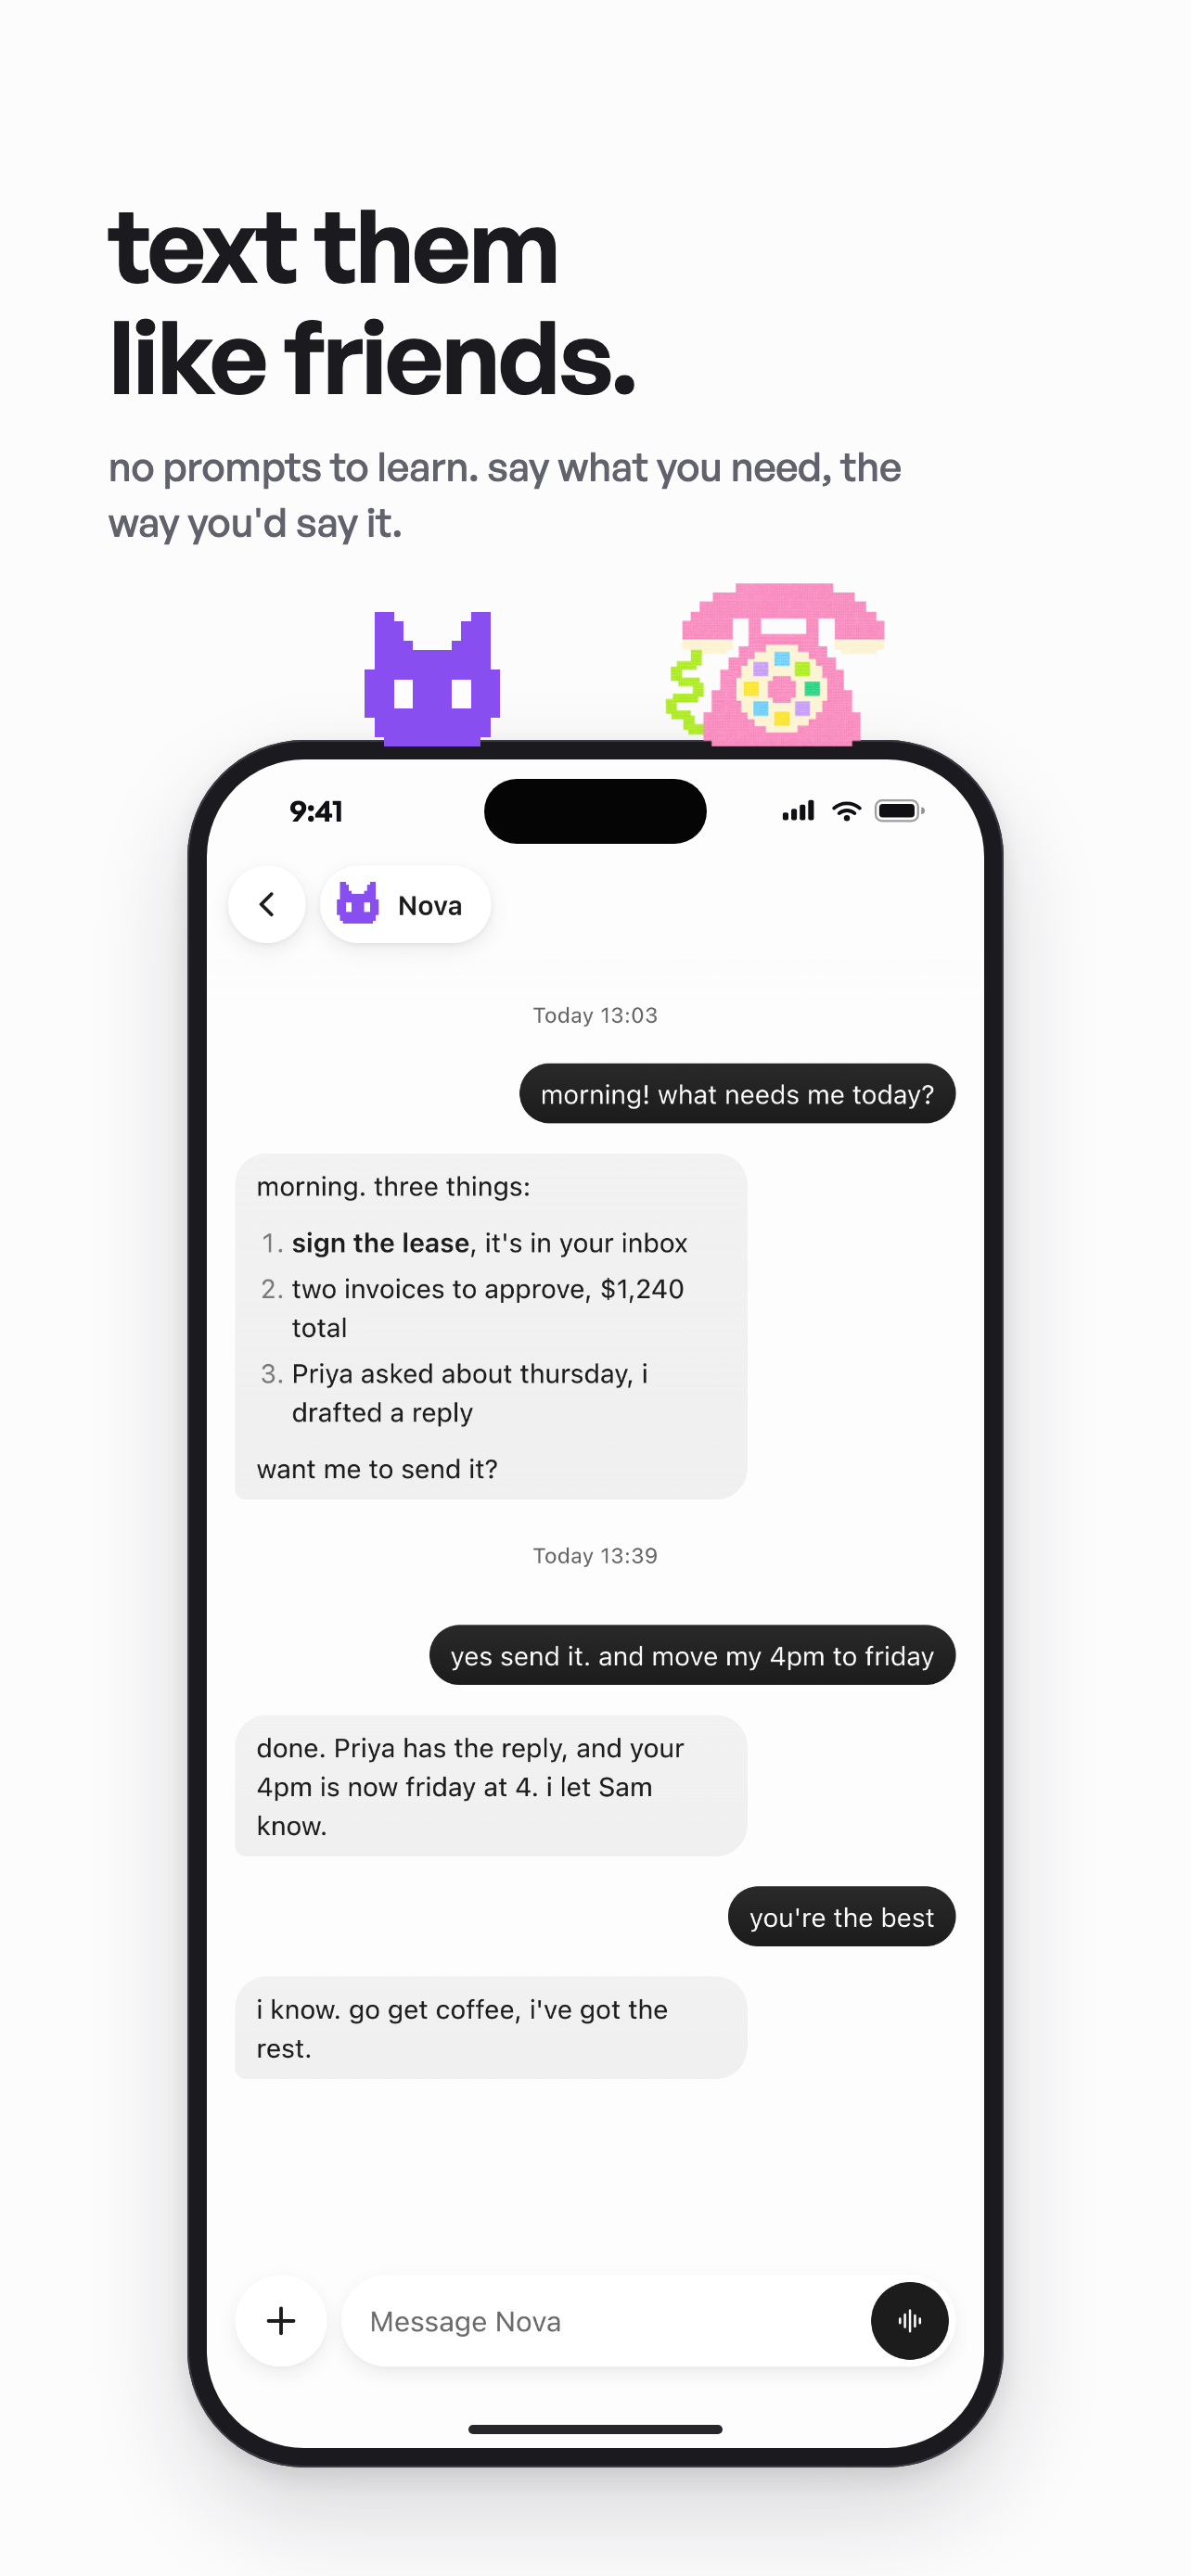 text them
like friends.
no prompts to learn. say what you need, the
way you'd say it.
9:41
Nova
Today 13:03
morning! what needs me today?
morning. three things:
1. sign the lease, it's in your inbox
2. two invoices to approve, $1,240
total
3. Priya asked about thursday, i
drafted a reply
want me to send it?
Today 13:39
yes send it. and move my 4pm to friday
done. Priya has the reply, and your
4pm is now friday at 4. i let Sam
know.
you're the best
i know. go get coffee, i've got the
rest.
Message Nova